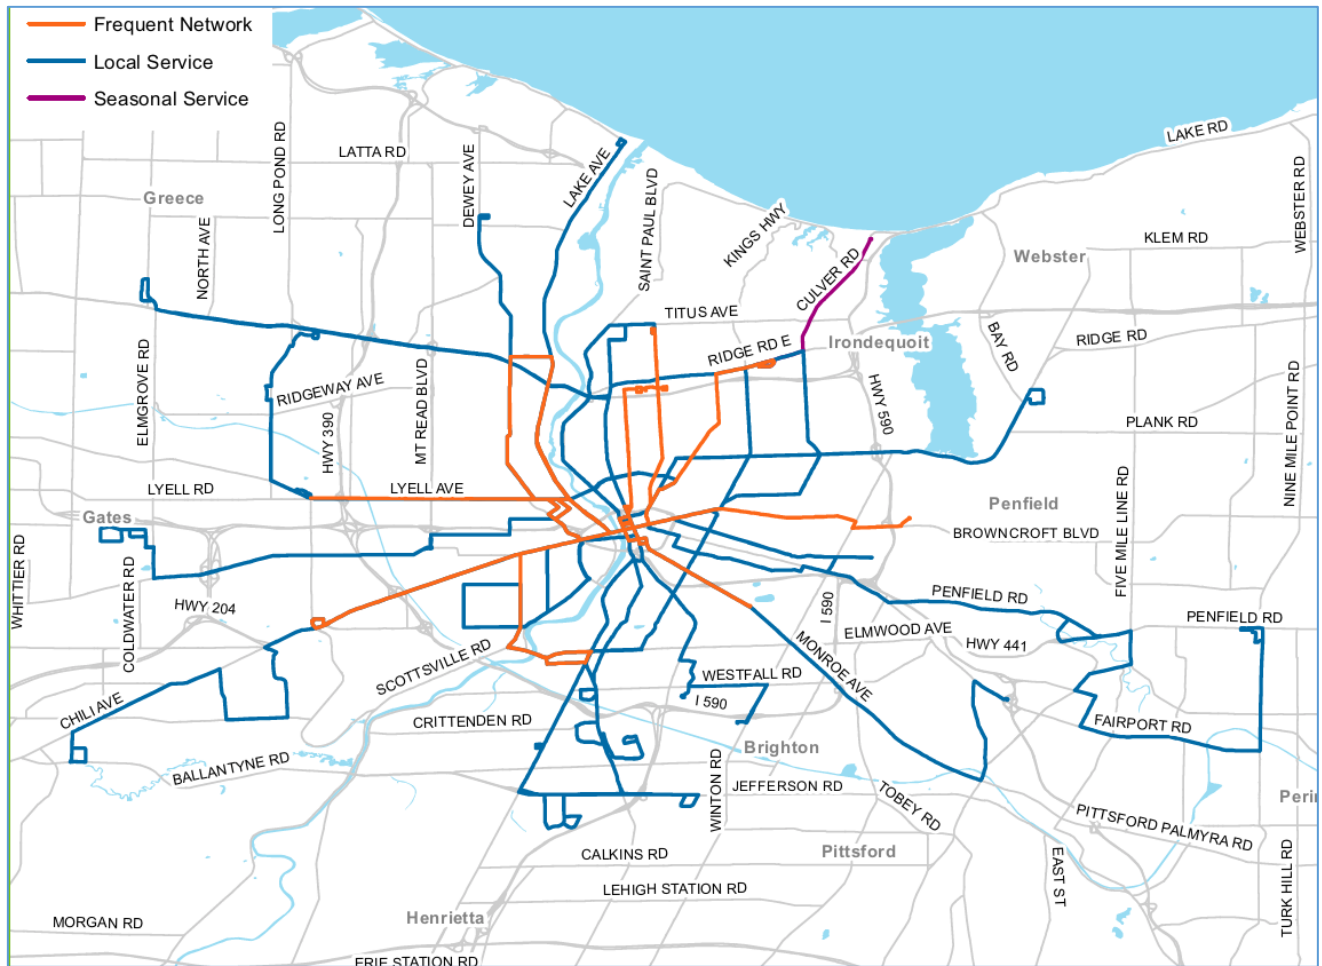 Frequent Network
Local Service
Seasonal Service
LAKE RD
LATTA RD
LONG POND RD
DEWEY AVE
LAKE AVE
SAINT PAUL BLVD
KINGS HWY
WEBSTER RD
Greece
NORTH AVE
CULVER RD
KLEM RD
Webster
TITUS AVE
RIDGE RD E
Irondequoit
BAY RD
RIDGE RD
ELMGROVE RD
RIDGEWAY AVE
MT READ BLVD
HWY 390
HWY 590
PLANK RD
NINE MILE POINT RD
LYELL RD
LYELL AVE
FIVE MILE LINE RD
Penfield
Gates
BROWNCROFT BLVD
WHITTIER RD
COLDWATER RD
HWY 204
I 590
PENFIELD RD
PENFIELD RD
ELMWOOD AVE
HWY 441
MONROE AVE
SCOTTSVILLE RD
WESTFALL RD
I 590
CHILI AVE
CRITTENDEN RD
FAIRPORT RD
Brighton
BALLANTYNE RD
WINTON RD
JEFFERSON RD
TOBEY RD
Perin
PITTSFORD PALMYRA RD
CALKINS RD
Pittsford
EAST ST
TURK HILL RD
LEHIGH STATION RD
Henrietta
MORGAN RD
ERIE STATION RD